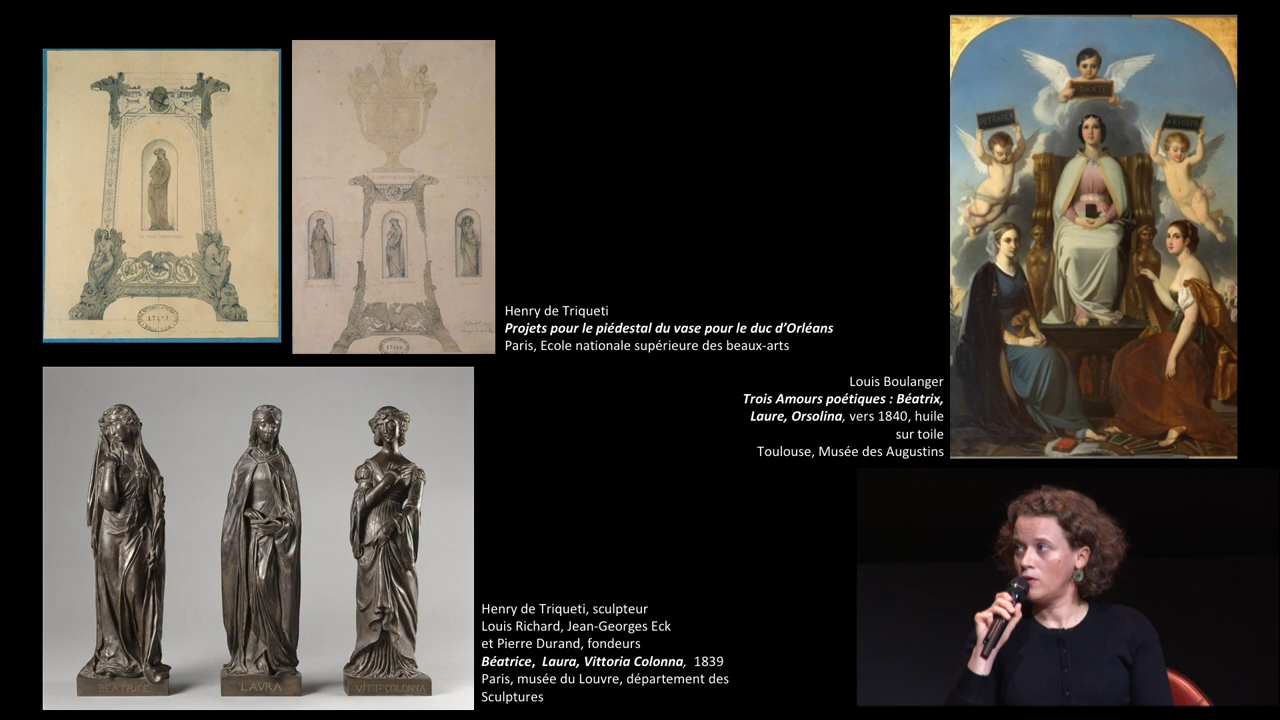 Henry de Triqueti
Projets pour le piédestal du vase pour le duc d’Orléans
Paris, Ecole nationale supérieure des beaux-arts
DANTE
PETRARCA
ARIOSTO
Louis Boulanger
Trois Amours poétiques : Béatrix,
Laure, Orsolina, vers 1840, huile
sur toile
Toulouse, Musée des Augustins
BEATRICE
LAVRA
VITT. COLONNA
Henry de Triqueti, sculpteur
Louis Richard, Jean-Georges Eck
et Pierre Durand, fondeurs
Béatrice, Laura, Vittoria Colonna, 1839
Paris, musée du Louvre, département des
Sculptures